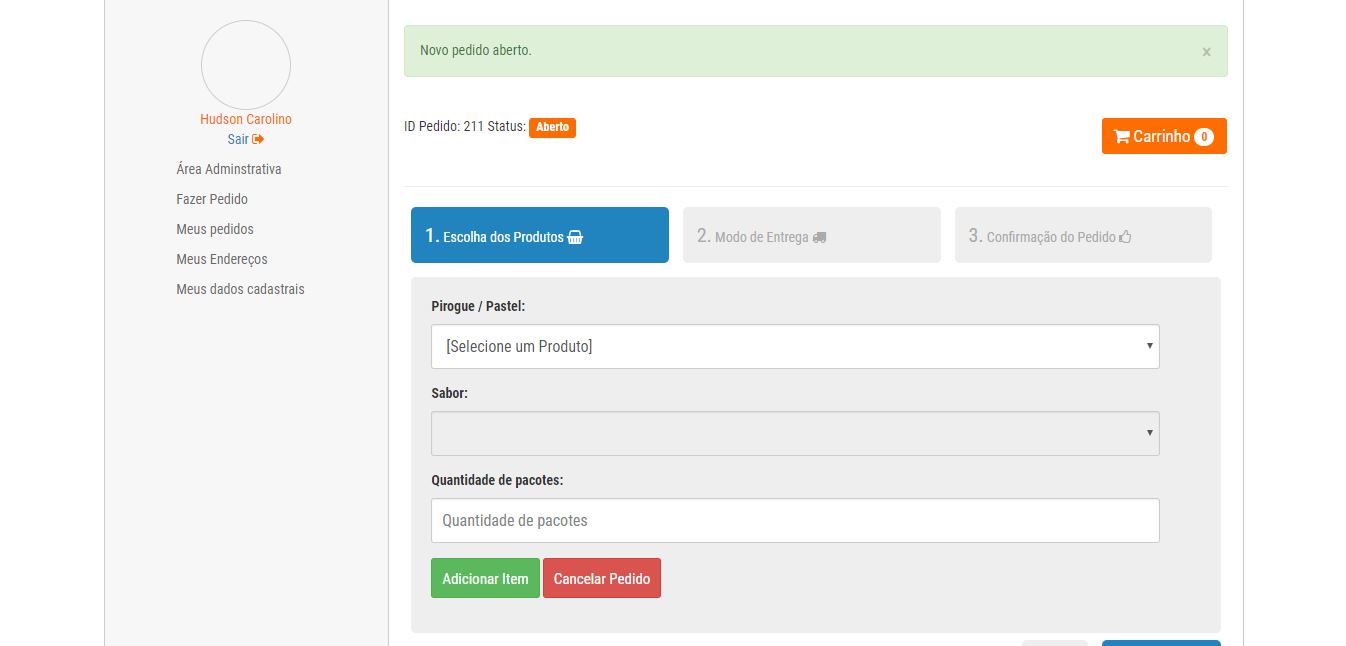 Hudson Carolino
Sair
Área Adminstrativa
Fazer Pedido
Meus pedidos
Meus Endereços
Meus dados cadastrais
Novo pedido aberto.
×
ID Pedido: 211 Status: Aberto
Carrinho 0
1. Escolha dos Produtos
2. Modo de Entrega
3. Confirmação do Pedido
Pirogue / Pastel:
[Selecione um Produto]
Sabor:
Quantidade de pacotes:
Quantidade de pacotes
Adicionar Item Cancelar Pedido